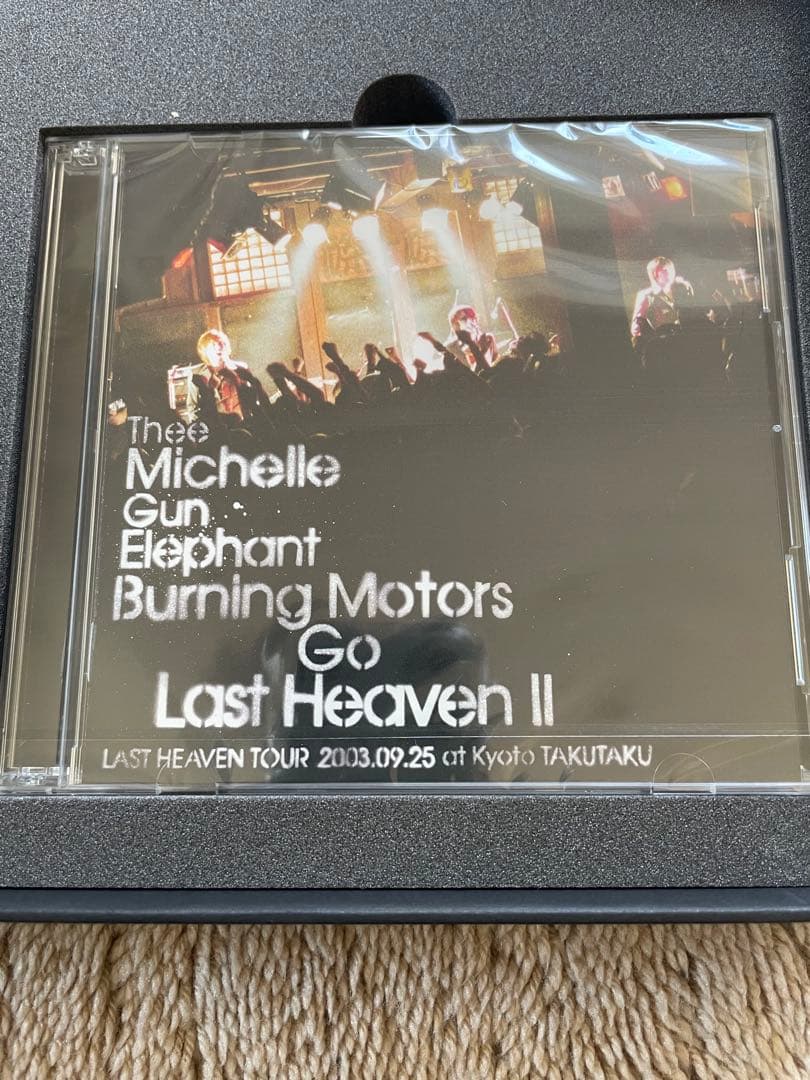 Thee
Michelle
Gun
Elephant
Burning Motors
Go
Last Heaven II
LAST HEAVEN TOUR 2003.09.25 at Kyoto TAKUTAKU